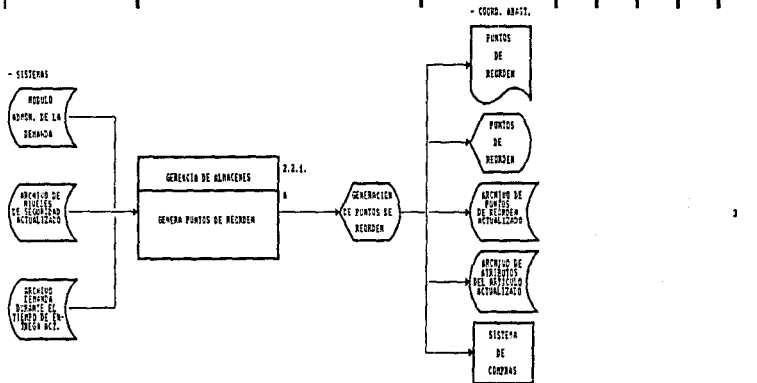 - COORD. ABAST.
PUNTOS
DE
REORDEN
- SISTEMAS
MODULO
ADMON. DE LA
DEMANDA
PUNTOS
DE
REORDEN
GERENCIA DE ALMACENES
2.2.1.
A
GENERA PUNTOS DE REORDEN
ARCHIVO DE
NIVELES
DE SEGURIDAD
ACTUALIZADO
GENERACION
DE PUNTOS DE
REORDEN
ARCHIVO DE
PUNTOS
DE REORDEN
ACTUALIZADO
3
ARCHIVO DE
ATRIBUTOS
DEL ARTICULO
ACTUALIZADO
ARCHIVO
DEMANDA
DURANTE EL
TIEMPO DE EN-
TREGA ACT.
SISTEMA
DE
COMPRAS